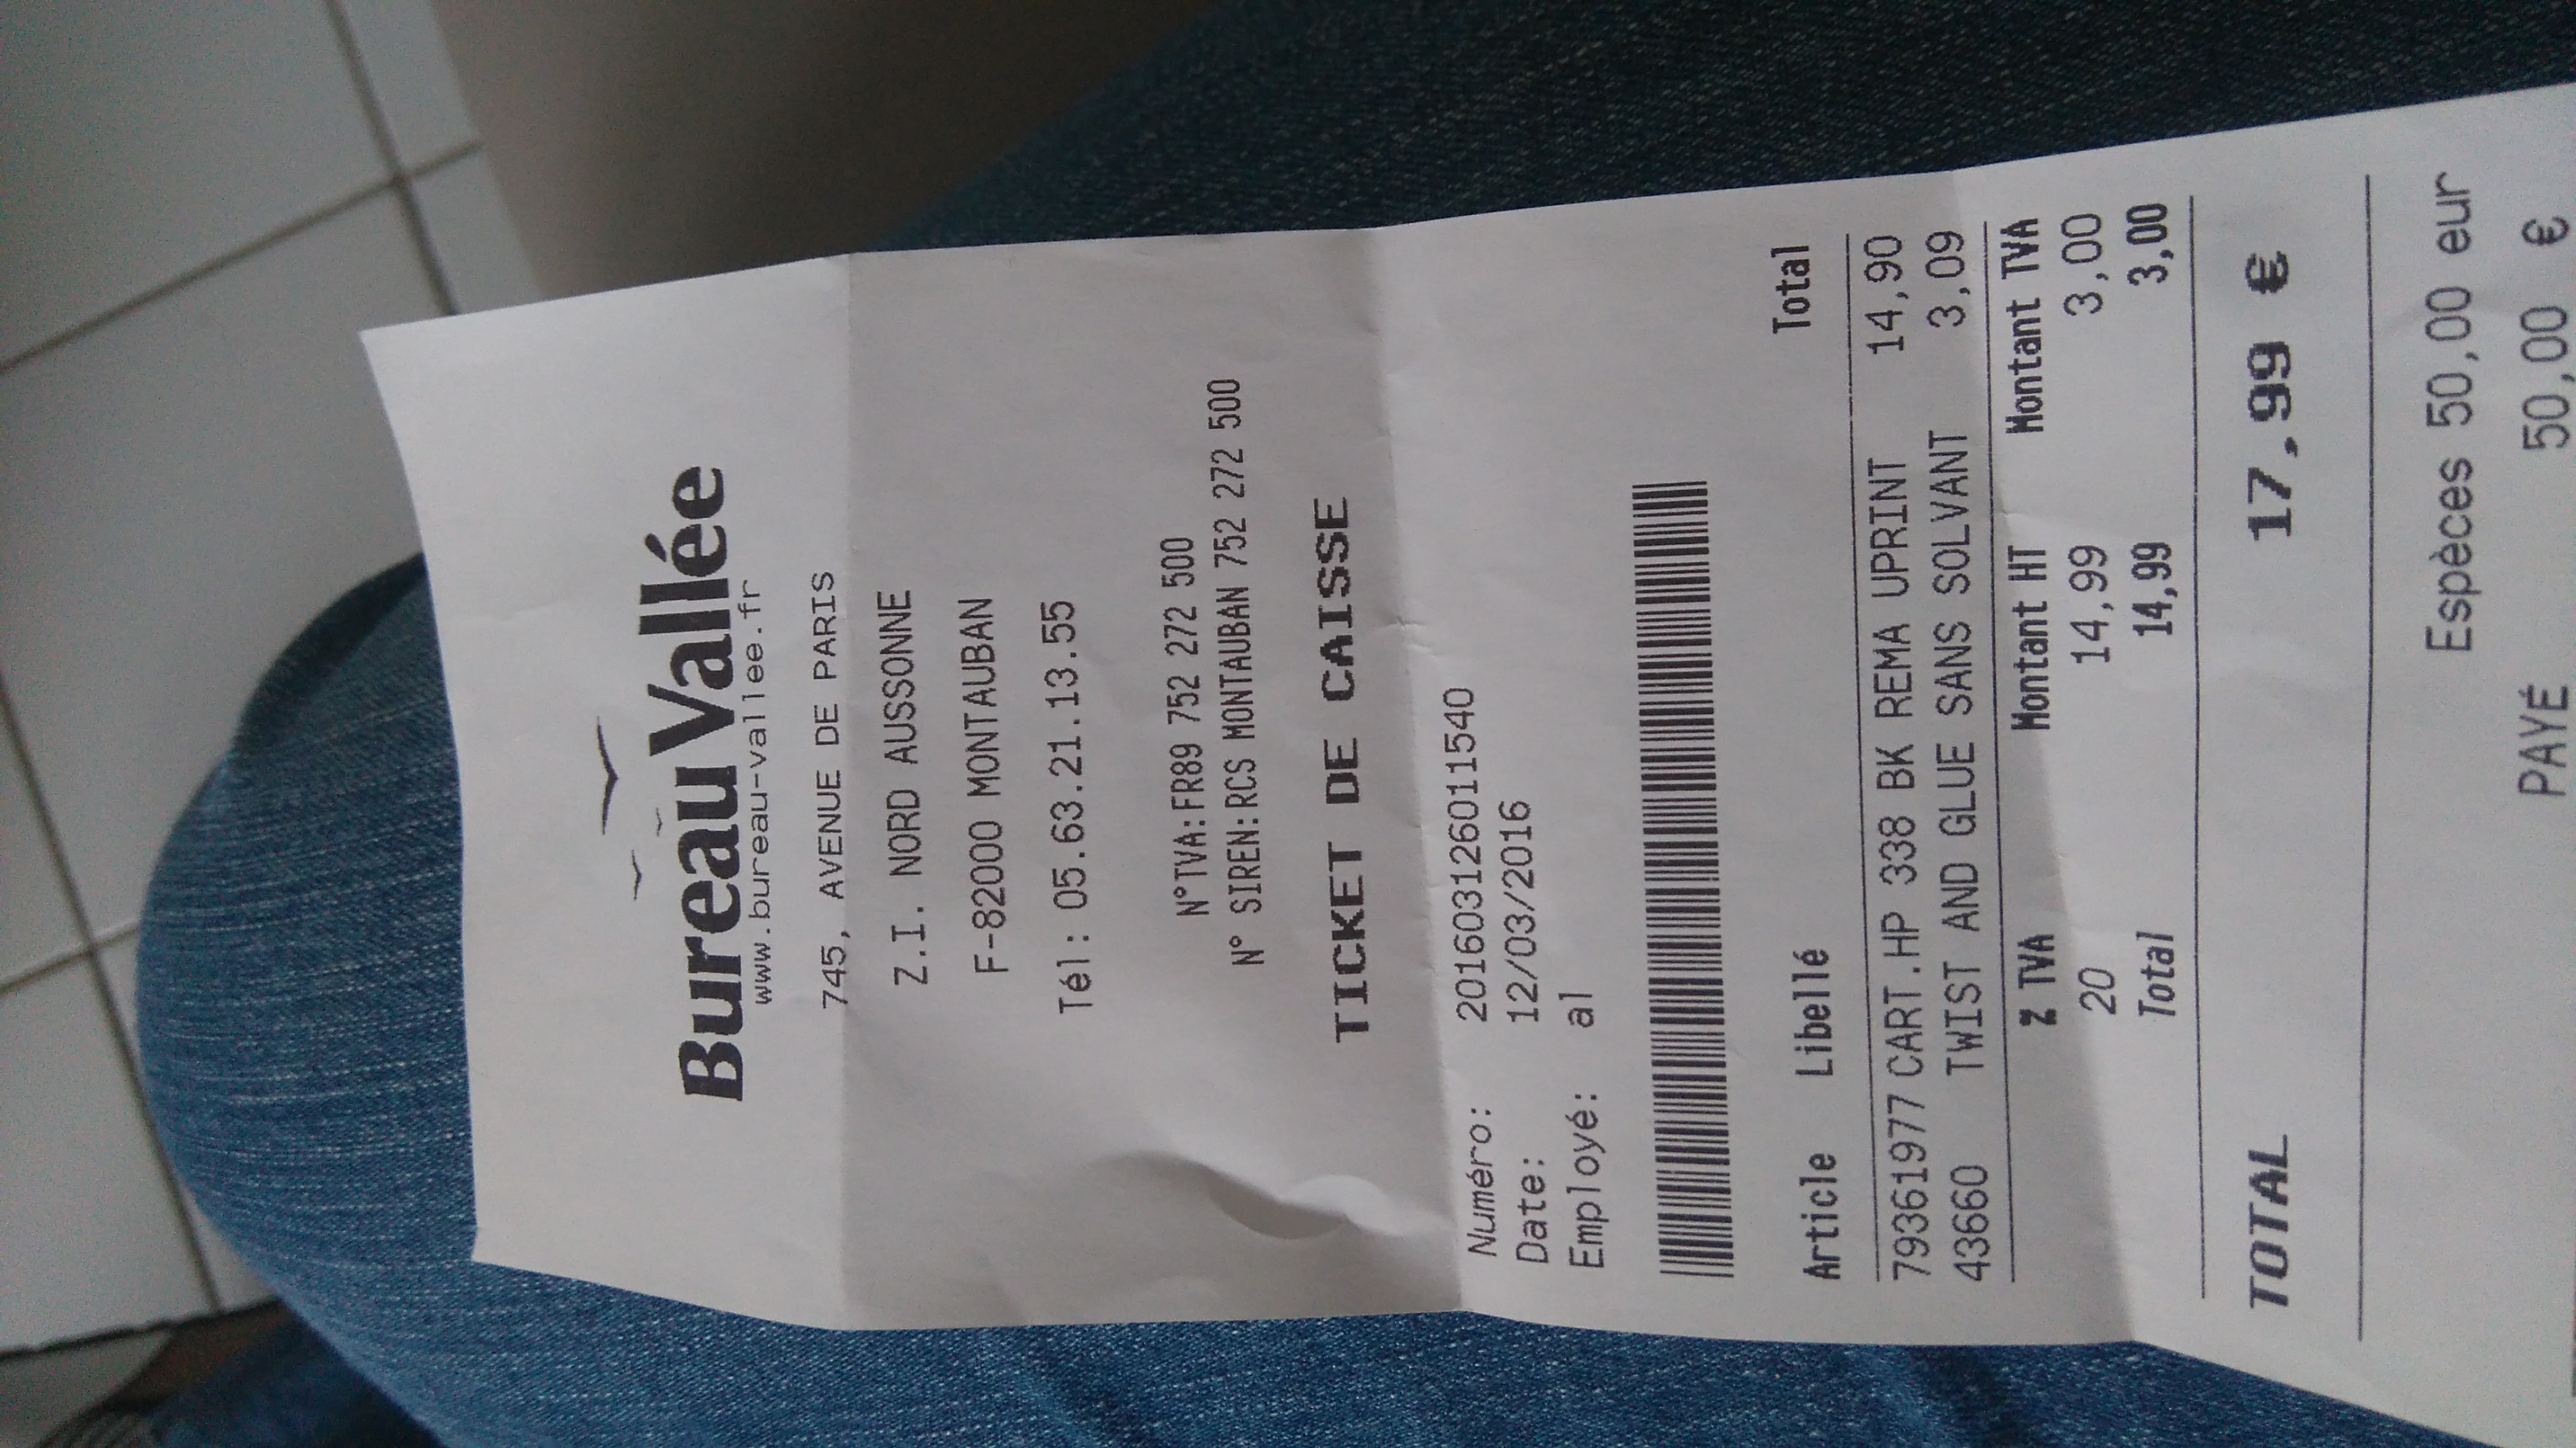 Bureau Vallée
www.bureau-vallee.fr
745, AVENUE DE PARIS
Z.I. NORD AUSSONNE
F-82000 MONTAUBAN
Tél: 05.63.21.13.55
N°TVA:FR89 752 272 500
N° SIREN:RCS MONTAUBAN 752 272 500
TICKET DE CAISSE
Numéro: 201603126011540
Date: 12/03/2016
Employé: al
Article Libellé Total
79361977 CART.HP 338 BK REMA UPRINT 14,90
43660 TWIST AND GLUE SANS SOLVANT 3,09
% TVA Montant HT Montant TVA
20 14,99 3,00
Total 14,99 3,00
TOTAL 17,99 €
Espèces 50,00 eur
PAYÉ 50,00 €